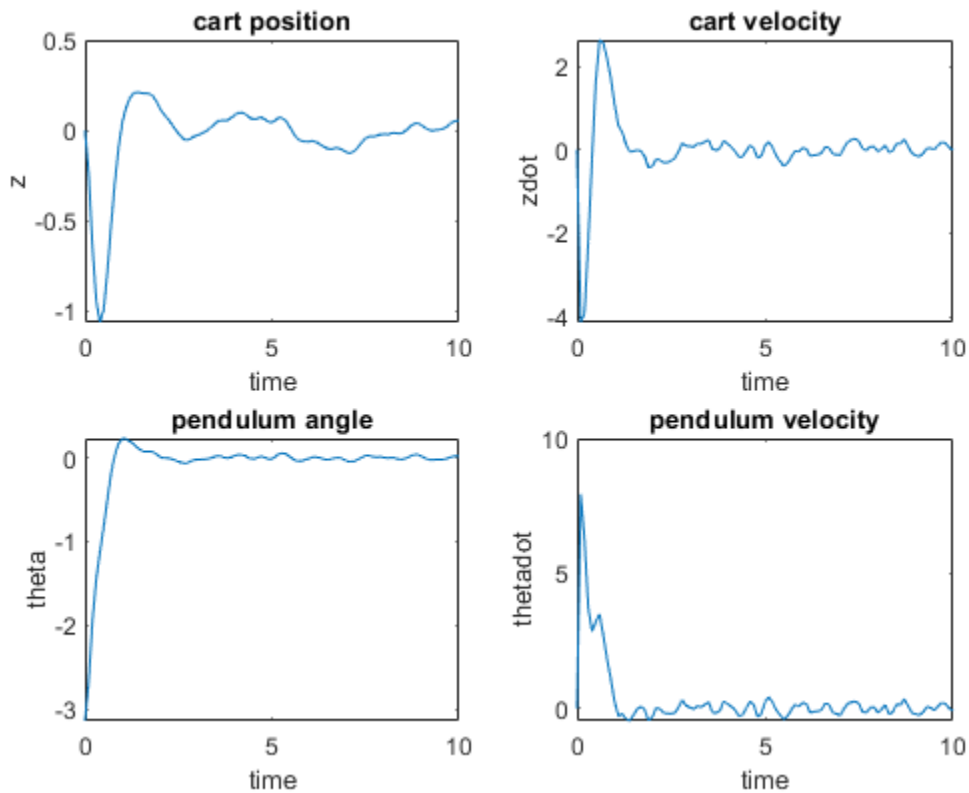 cart position
0.5
0
-0.5
-1
z
0
5
10
time
cart velocity
2
0
-2
-4
zdot
0
5
10
time
pendulum angle
0
-1
-2
-3
theta
0
5
10
time
pendulum velocity
10
5
0
thetadot
0
5
10
time